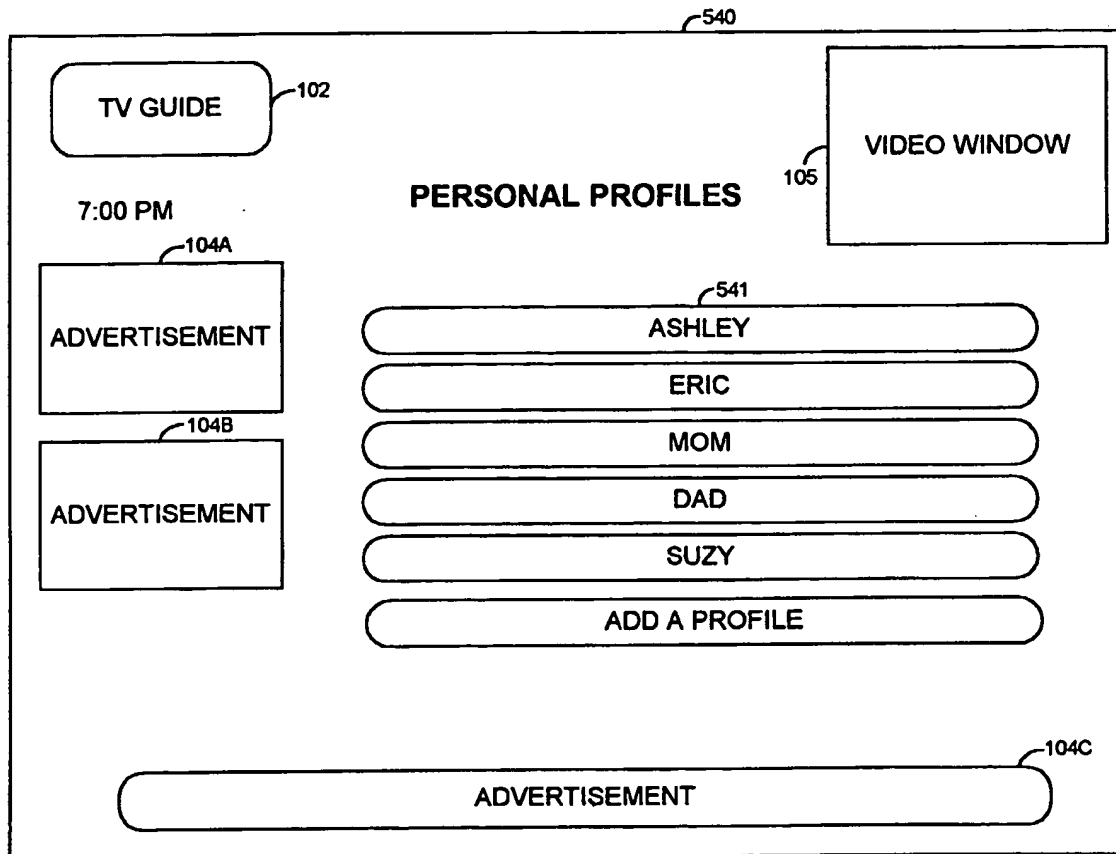 540
TV GUIDE
102
VIDEO WINDOW
105
PERSONAL PROFILES
7:00 PM
104A
ADVERTISEMENT
541
ASHLEY
ERIC
MOM
104B
ADVERTISEMENT
DAD
SUZY
ADD A PROFILE
104C
ADVERTISEMENT